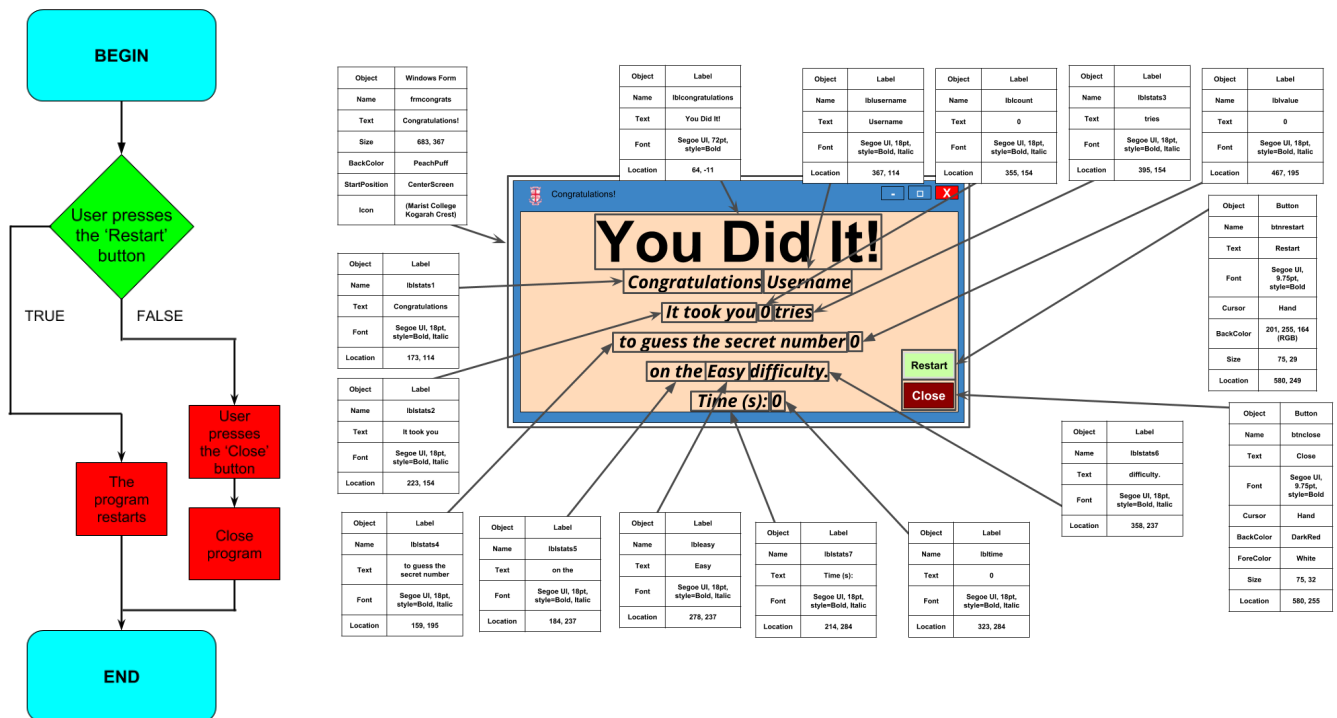 BEGIN
User presses
the ‘Restart’
button
TRUE
FALSE
User
presses
the ‘Close’
button
The
program
restarts
Close
program
END
Object Windows Form
Name frmcongrats
Text Congratulations!
Size 683, 367
BackColor PeachPuff
StartPosition CenterScreen
Icon (Marist College
Kogarah Crest)
Object Label
Name lblcongratulations
Text You Did It!
Font Segoe UI, 72pt,
style=Bold
Location 64, -11
Object Label
Name lblusername
Text Username
Font Segoe UI, 18pt,
style=Bold, Italic
Location 367, 114
Object Label
Name lblcount
Text 0
Font Segoe UI, 18pt,
style=Bold, Italic
Location 355, 154
Object Label
Name lblstats3
Text tries
Font Segoe UI, 18pt,
style=Bold, Italic
Location 395, 154
Object Label
Name lblvalue
Text 0
Font Segoe UI, 18pt,
style=Bold, Italic
Location 467, 195
Congratulations!
- □ X
You Did It!
Congratulations Username
It took you 0 tries
to guess the secret number 0
on the Easy difficulty.
Time (s): 0
Restart
Close
Object Button
Name btnrestart
Text Restart
Font Segoe UI,
9.75pt,
style=Bold
Cursor Hand
BackColor 201, 255, 164
(RGB)
Size 75, 29
Location 580, 249
Object Label
Name lblstats1
Text Congratulations
Font Segoe UI, 18pt,
style=Bold, Italic
Location 173, 114
Object Label
Name lblstats2
Text It took you
Font Segoe UI, 18pt,
style=Bold, Italic
Location 223, 154
Object Label
Name lblstats4
Text to guess the
secret number
Font Segoe UI, 18pt,
style=Bold, Italic
Location 159, 195
Object Label
Name lblstats5
Text on the
Font Segoe UI, 18pt,
style=Bold, Italic
Location 184, 237
Object Label
Name lbleasy
Text Easy
Font Segoe UI, 18pt,
style=Bold, Italic
Location 278, 237
Object Label
Name lblstats7
Text Time (s):
Font Segoe UI, 18pt,
style=Bold, Italic
Location 214, 284
Object Label
Name lbltime
Text 0
Font Segoe UI, 18pt,
style=Bold, Italic
Location 323, 284
Object Label
Name lblstats6
Text difficulty.
Font Segoe UI, 18pt,
style=Bold, Italic
Location 358, 237
Object Button
Name btnclose
Text Close
Font Segoe UI,
9.75pt,
style=Bold
Cursor Hand
BackColor DarkRed
ForeColor White
Size 75, 32
Location 580, 255